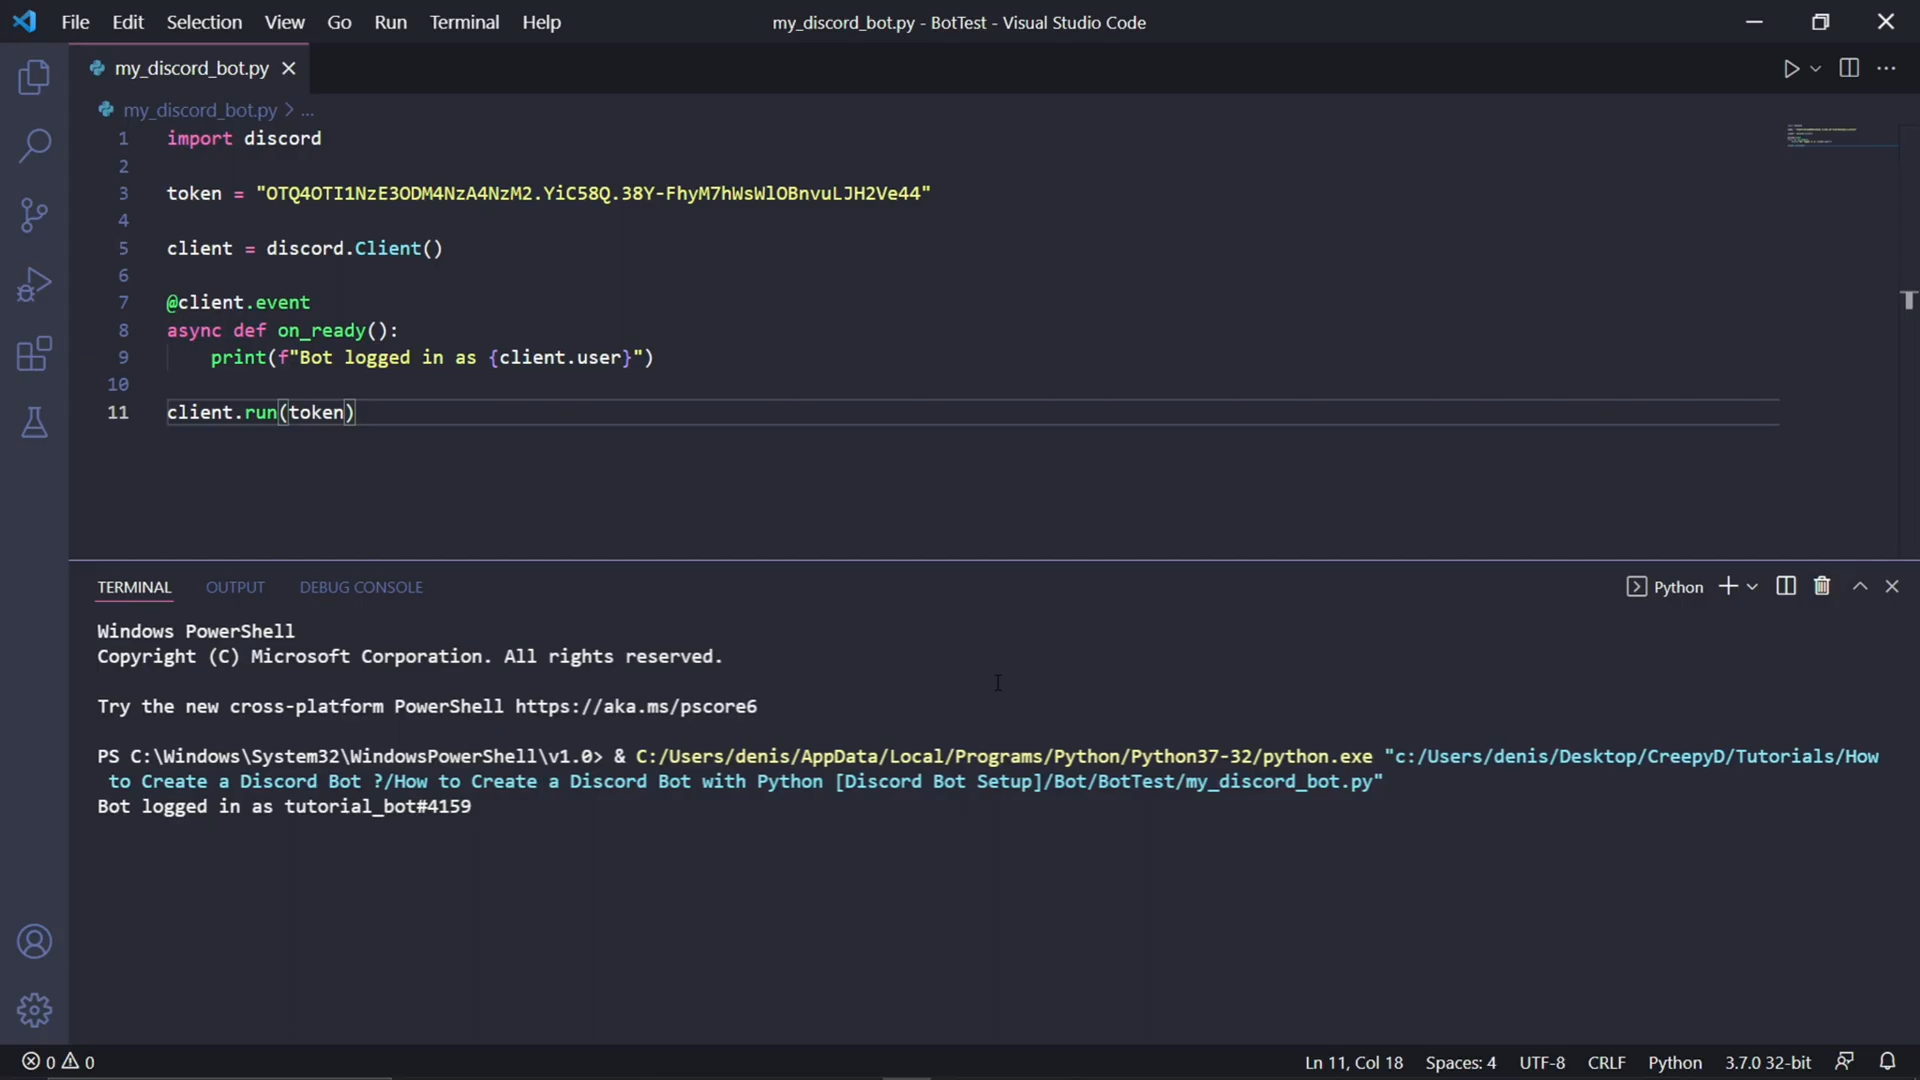 File Edit Selection View Go Run Terminal Help
my_discord_bot.py - BotTest - Visual Studio Code
my_discord_bot.py
my_discord_bot.py > ...
1 import discord
2
3 token = "OTQ4OTI1NzE3ODM4NzA4NzM2.YiC58Q.38Y-FhyM7hWsWlOBnvuLJH2Ve44"
4
5 client = discord.Client()
6
7 @client.event
8 async def on_ready():
9 print(f"Bot logged in as {client.user}")
10
11 client.run(token)
TERMINAL OUTPUT DEBUG CONSOLE
Python
Windows PowerShell
Copyright (C) Microsoft Corporation. All rights reserved.
Try the new cross-platform PowerShell https://aka.ms/pscore6
PS C:\Windows\System32\WindowsPowerShell\v1.0> & C:/Users/denis/AppData/Local/Programs/Python/Python37-32/python.exe "c:/Users/denis/Desktop/CreepyD/Tutorials/How
to Create a Discord Bot ?/How to Create a Discord Bot with Python [Discord Bot Setup]/Bot/BotTest/my_discord_bot.py"
Bot logged in as tutorial_bot#4159
0 0
Ln 11, Col 18 Spaces: 4 UTF-8 CRLF Python 3.7.0 32-bit